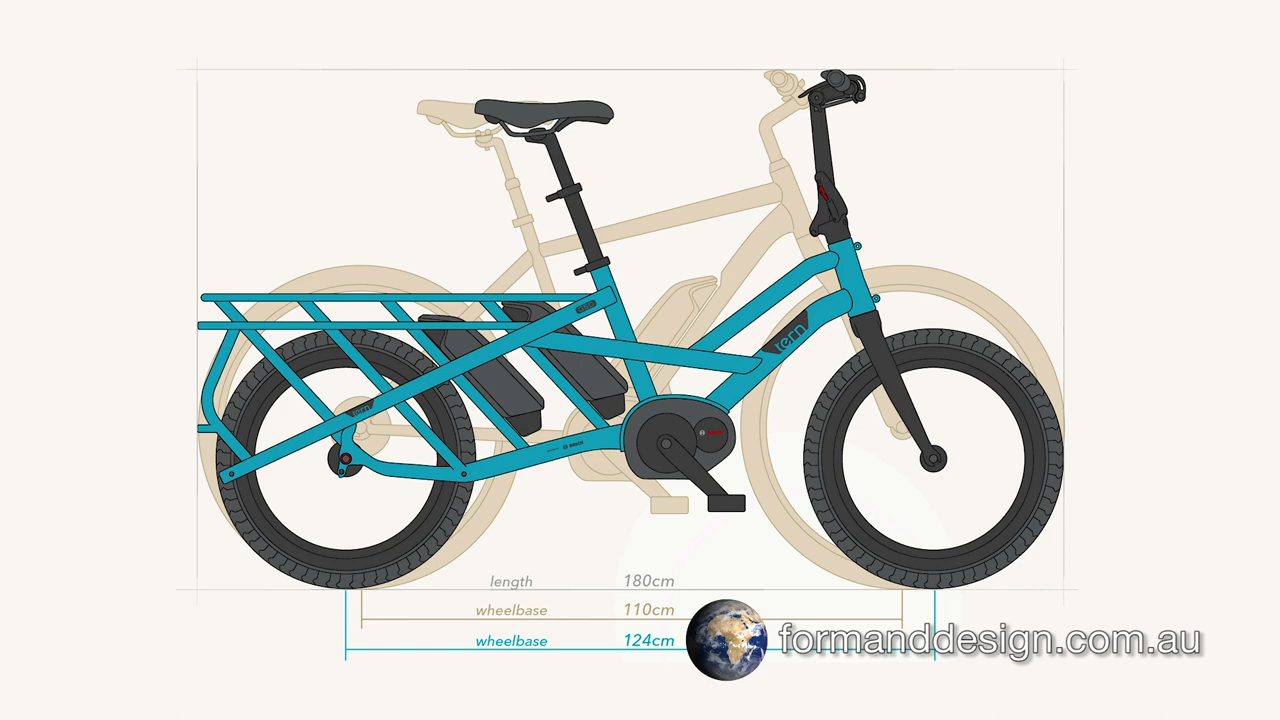 tern
length 180cm
wheelbase 110cm
wheelbase 124cm
formanddesign.com.au